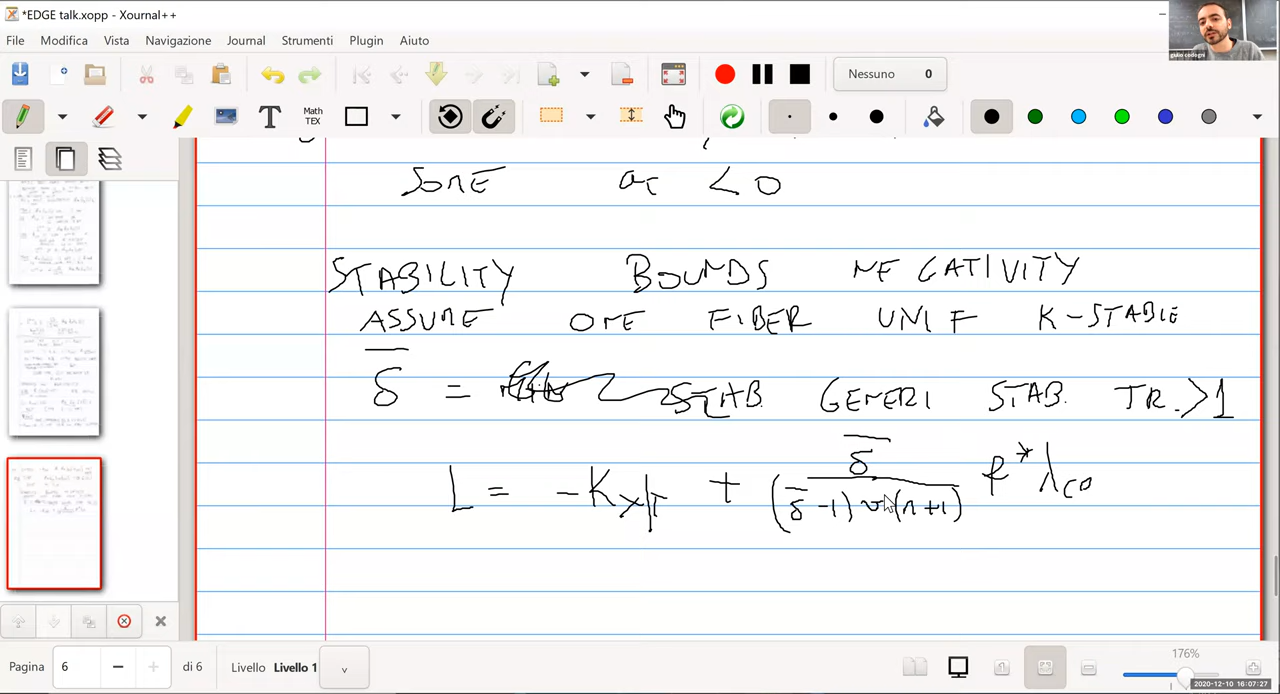 *EDGE talk.xopp - Xournal++
giulio codogni
File Modifica Vista Navigazione Journal Strumenti Plugin Aiuto
Nessuno 0
Math TEX
SOME a_T < 0
STABILITY BOUNDS NEGATIVITY
ASSUME ONE FIBER UNIF K-STABLE
δ̅ = STAB. GENERI STAB. TR. > 1
L = -K_{X|T} + \frac{δ̅}{(δ̅-1) v (n+1)} f^* λ_{CM}
Pagina 6 di 6 Livello Livello 1 176%
2020-12-10 16:07:27